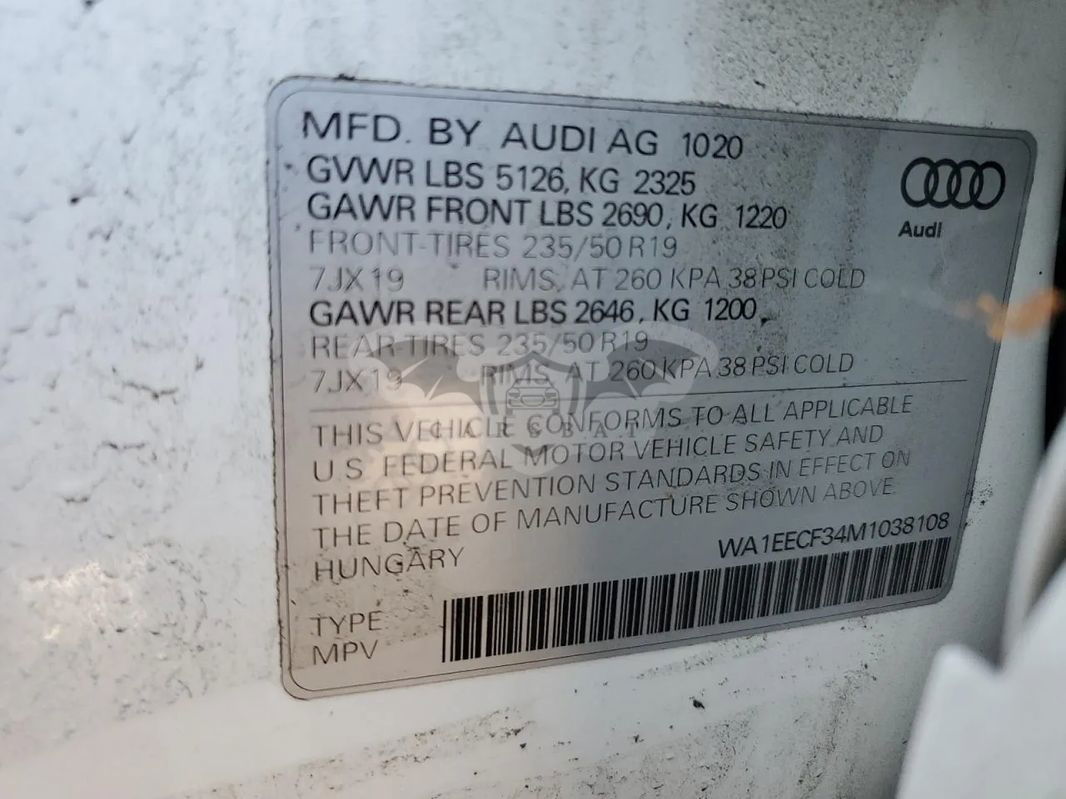 MFD. BY AUDI AG 1020
GVWR LBS 5126, KG 2325
GAWR FRONT LBS 2690, KG 1220
FRONT-TIRES 235/50 R19
7JX19 RIMS, AT 260 KPA 38 PSI COLD
GAWR REAR LBS 2646, KG 1200,
REAR-TIRES 235/50 R19
7JX19 RIMS, AT 260 KPA 38 PSI COLD
Audi
THIS VEHICLE CONFORMS TO ALL APPLICABLE
CARSBAT
U.S. FEDERAL MOTOR VEHICLE SAFETY AND
THEFT PREVENTION STANDARDS IN EFFECT ON
THE DATE OF MANUFACTURE SHOWN ABOVE.
HUNGARY
WA1EECF34M1038108
TYPE
MPV